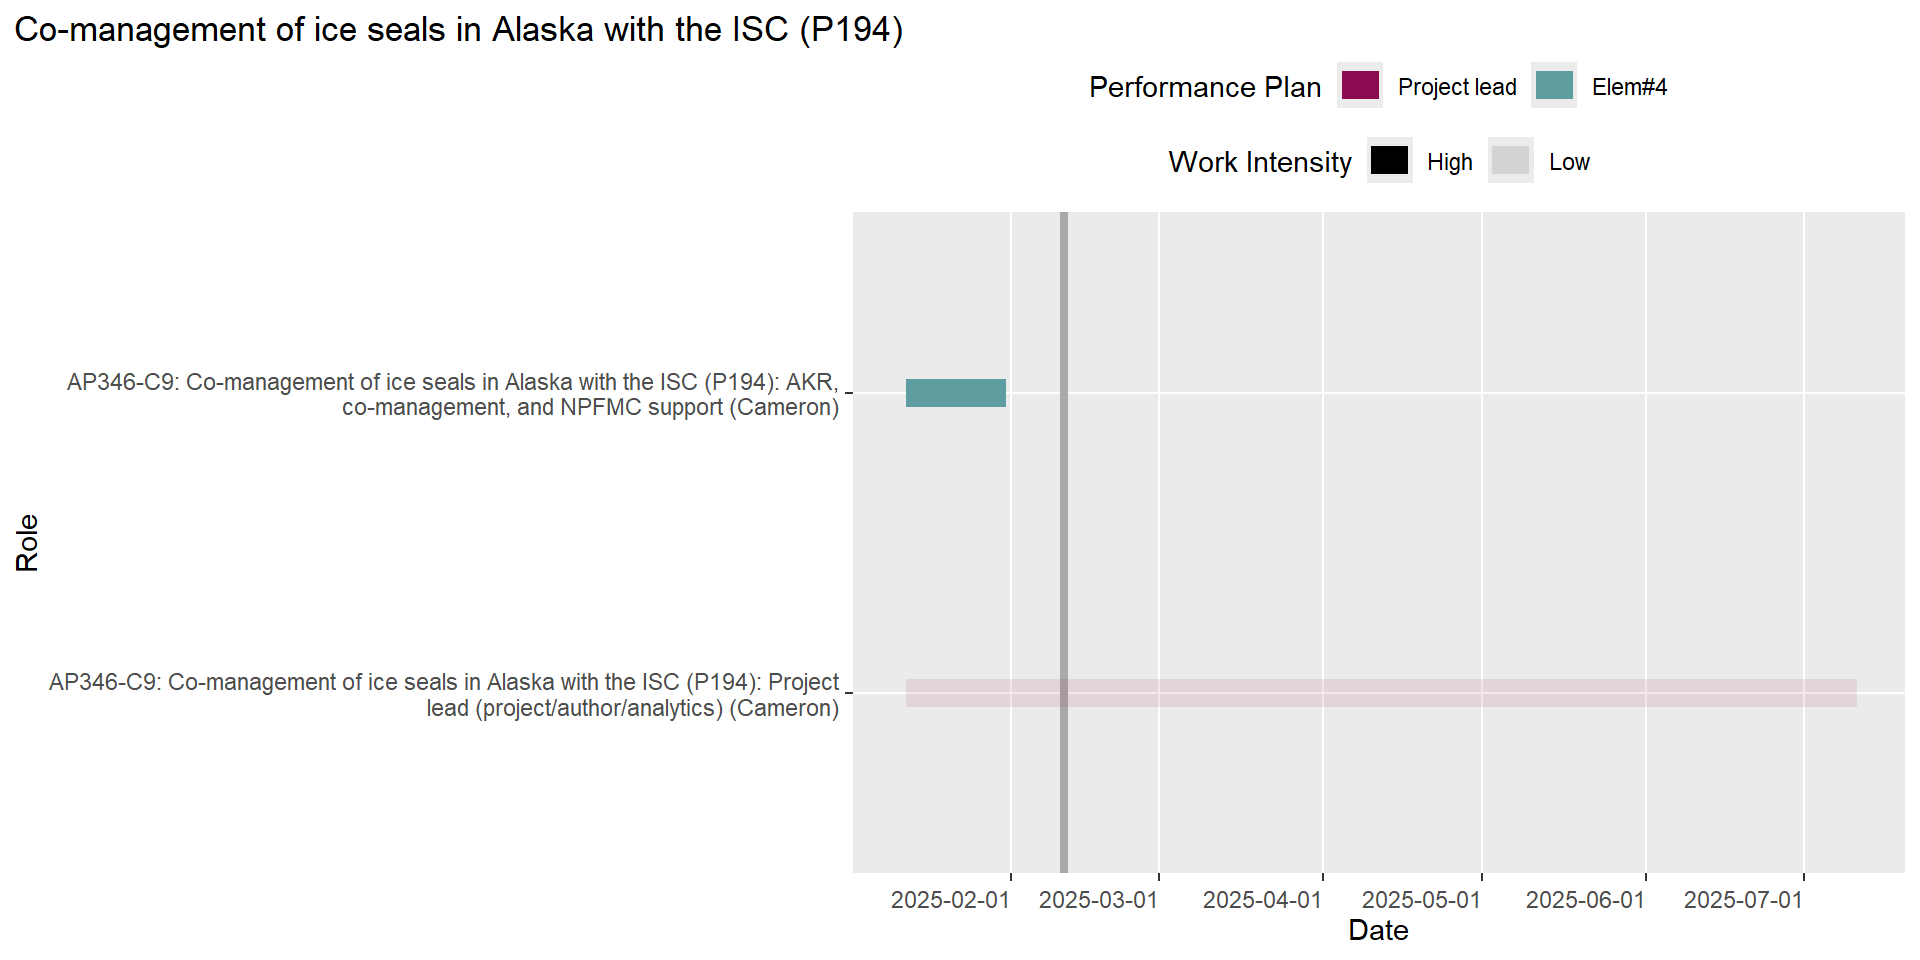 Co-management of ice seals in Alaska with the ISC (P194)
Performance Plan Project lead Elem#4
Work Intensity High Low
AP346-C9: Co-management of ice seals in Alaska with the ISC (P194): AKR,
co-management, and NPFMC support (Cameron)
Role
AP346-C9: Co-management of ice seals in Alaska with the ISC (P194): Project
lead (project/author/analytics) (Cameron)
2025-02-01 2025-03-01 2025-04-01 2025-05-01 2025-06-01 2025-07-01
Date